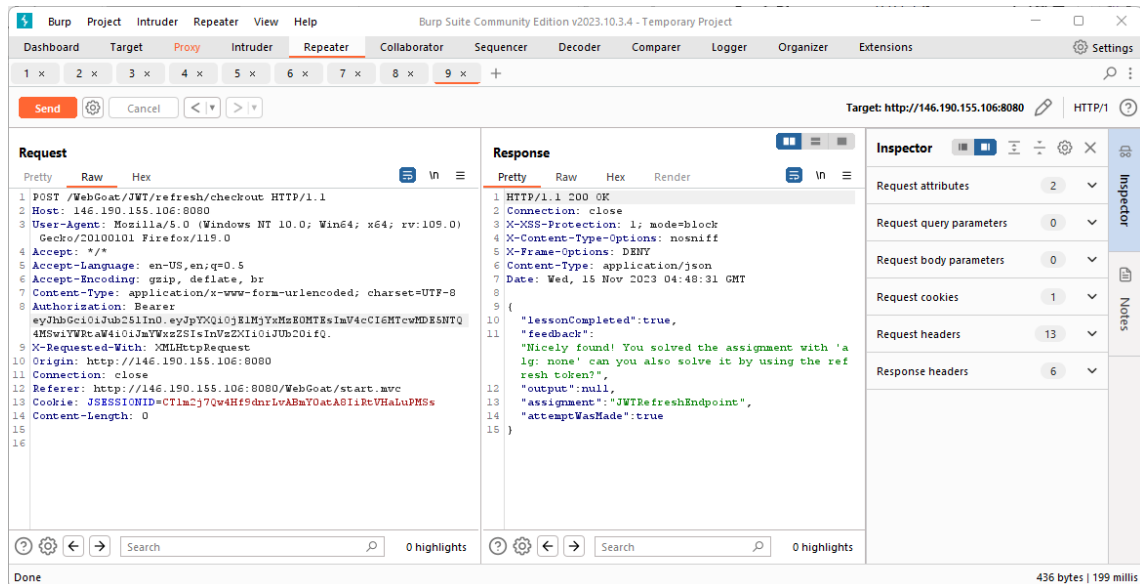 Burp Project Intruder Repeater View Help Burp Suite Community Edition v2023.10.3.4 - Temporary Project
Dashboard Target Proxy Intruder Repeater Collaborator Sequencer Decoder Comparer Logger Organizer Extensions Settings
1 × 2 × 3 × 4 × 5 × 6 × 7 × 8 × 9 × +
Send Cancel < > Target: http://146.190.155.106:8080 HTTP/1
Request
Pretty Raw Hex \n
1 POST /WebGoat/JWT/refresh/checkout HTTP/1.1
2 Host: 146.190.155.106:8080
3 User-Agent: Mozilla/5.0 (Windows NT 10.0; Win64; x64; rv:109.0)
Gecko/20100101 Firefox/119.0
4 Accept: */*
5 Accept-Language: en-US,en;q=0.5
6 Accept-Encoding: gzip, deflate, br
7 Content-Type: application/x-www-form-urlencoded; charset=UTF-8
8 Authorization: Bearer
9 X-Requested-With: XMLHttpRequest
10 Origin: http://146.190.155.106:8080
11 Connection: close
12 Referer: http://146.190.155.106:8080/WebGoat/start.mvc
13 Cookie: JSESSIONID=
14 Content-Length: 0
15
16
Search 0 highlights
Response
Pretty Raw Hex Render \n
1 HTTP/1.1 200 OK
2 Connection: close
3 X-XSS-Protection: 1; mode=block
4 X-Content-Type-Options: nosniff
5 X-Frame-Options: DENY
6 Content-Type: application/json
7 Date: Wed, 15 Nov 2023 04:48:31 GMT
8
9 {
10 "lessonCompleted":true,
11 "feedback":
"Nicely found! You solved the assignment with 'a
lg: none' can you also solve it by using the ref
resh token?",
12 "output":null,
13 "assignment":"JWTRefreshEndpoint",
14 "attemptWasMade":true
15 }
Search 0 highlights
Inspector
Request attributes 2
Request query parameters 0
Request body parameters 0
Request cookies 1
Request headers 13
Response headers 6
Inspector
Notes
Done 436 bytes | 199 millis